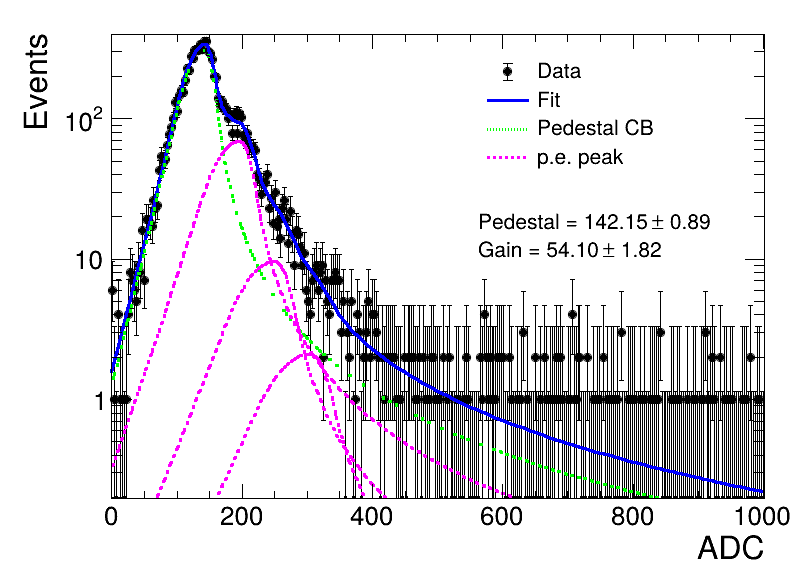 Events
10²
10
1
0
200
400
600
800
1000
ADC
Data
Fit
Pedestal CB
p.e. peak
Pedestal = 142.15 ± 0.89
Gain = 54.10 ± 1.82